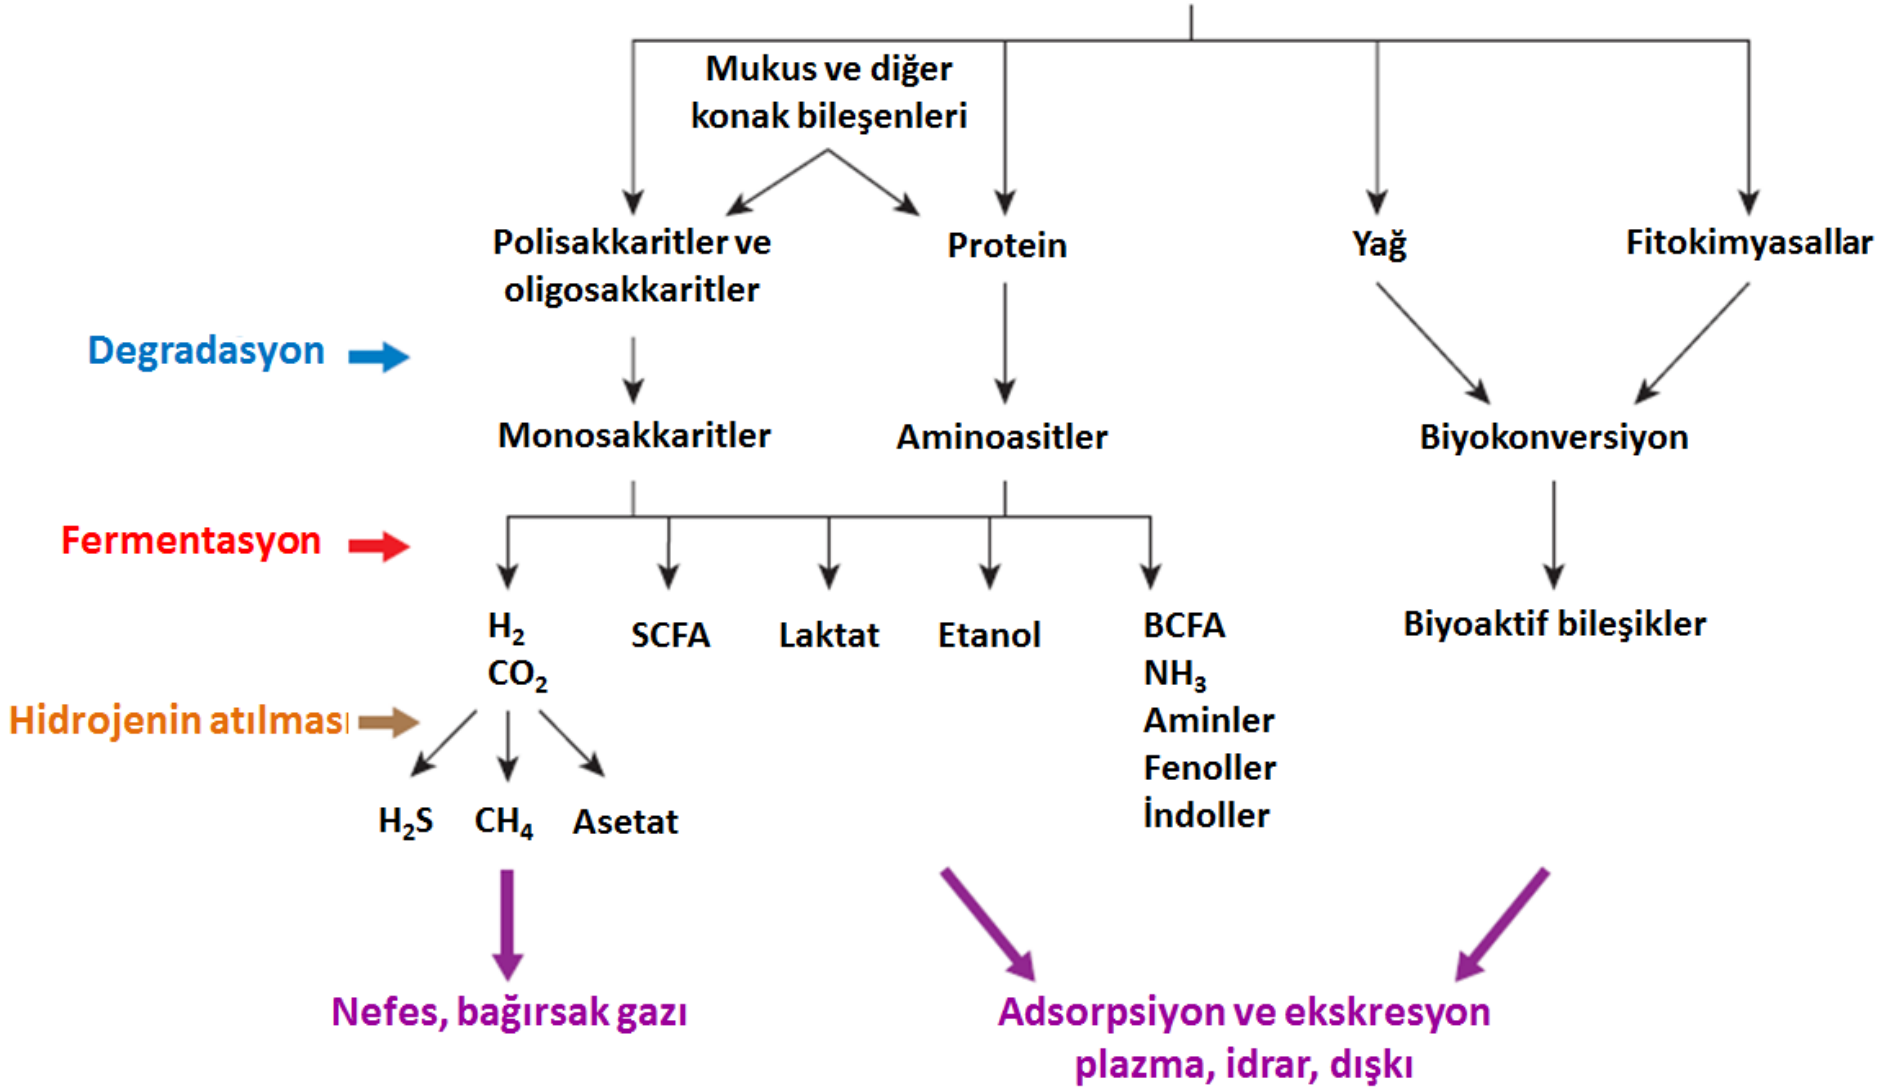 Mukus ve diğer
konak bileşenleri
Polisakkaritler ve
oligosakkaritler
Protein
Yağ
Fitokimyasallar
Degradasyon
Monosakkaritler
Aminoasitler
Biyokonversiyon
Fermentasyon
H₂
CO₂
SCFA
Laktat
Etanol
BCFA
NH₃
Aminler
Fenoller
İndoller
Biyoaktif bileşikler
Hidrojenin atılması
H₂S
CH₄
Asetat
Nefes, bağırsak gazı
Adsorpsiyon ve ekskresyon
plazma, idrar, dışkı